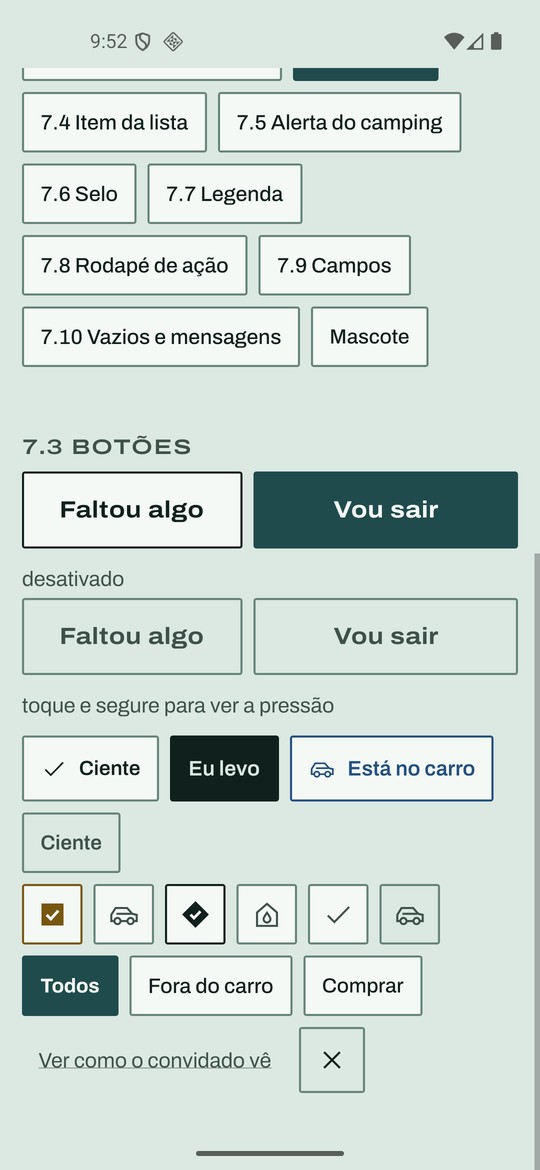 9:52
7.4 Item da lista 7.5 Alerta do camping
7.6 Selo 7.7 Legenda
7.8 Rodapé de ação 7.9 Campos
7.10 Vazios e mensagens Mascote
7.3 BOTÕES
Faltou algo Vou sair
desativado
Faltou algo Vou sair
toque e segure para ver a pressão
Ciente Eu levo Está no carro
Ciente
Todos Fora do carro Comprar
Ver como o convidado vê